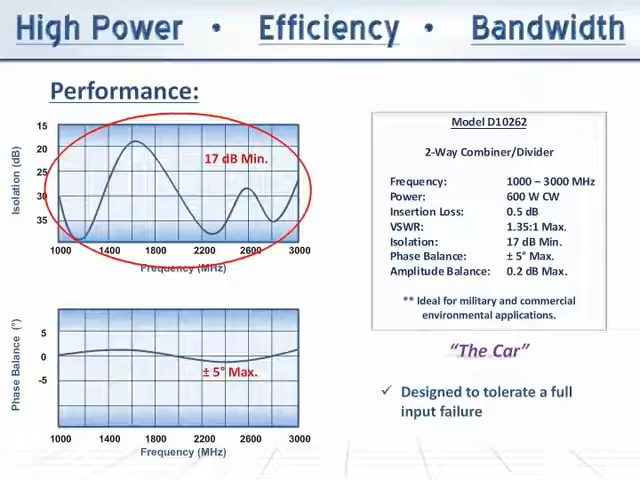 High Power • Efficiency • Bandwidth
Performance:
Isolation (dB)
15
20
25
30
35
17 dB Min.
1000 1400 1800 2200 2600 3000
Frequency (MHz)
Phase Balance (°)
5
0
-5
± 5° Max.
1000 1400 1800 2200 2600 3000
Frequency (MHz)
Model D10262
2-Way Combiner/Divider
Frequency: 1000 – 3000 MHz
Power: 600 W CW
Insertion Loss: 0.5 dB
VSWR: 1.35:1 Max.
Isolation: 17 dB Min.
Phase Balance: ± 5° Max.
Amplitude Balance: 0.2 dB Max.
** Ideal for military and commercial
environmental applications.
“The Car”
✓ Designed to tolerate a full
input failure